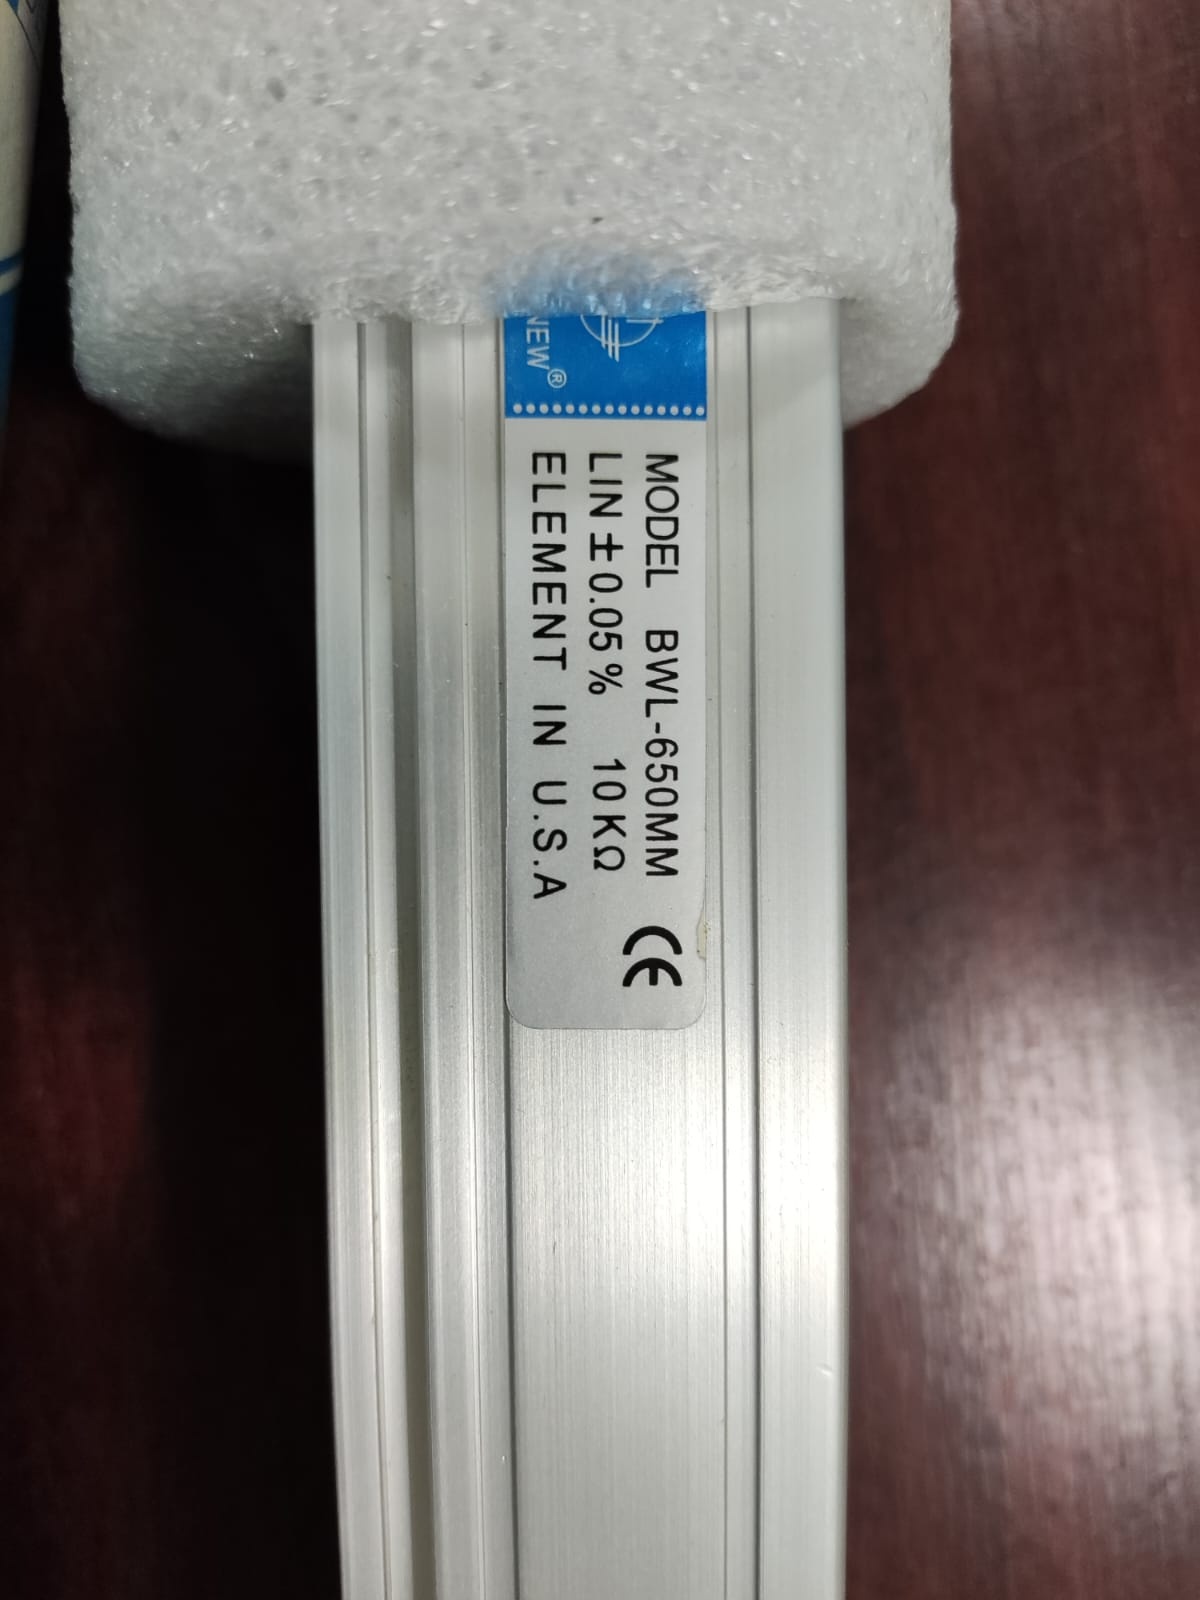 NEW®
MODEL BWL-650MM
LIN±0.05% 10KΩ
ELEMENT IN U.S.A
CE